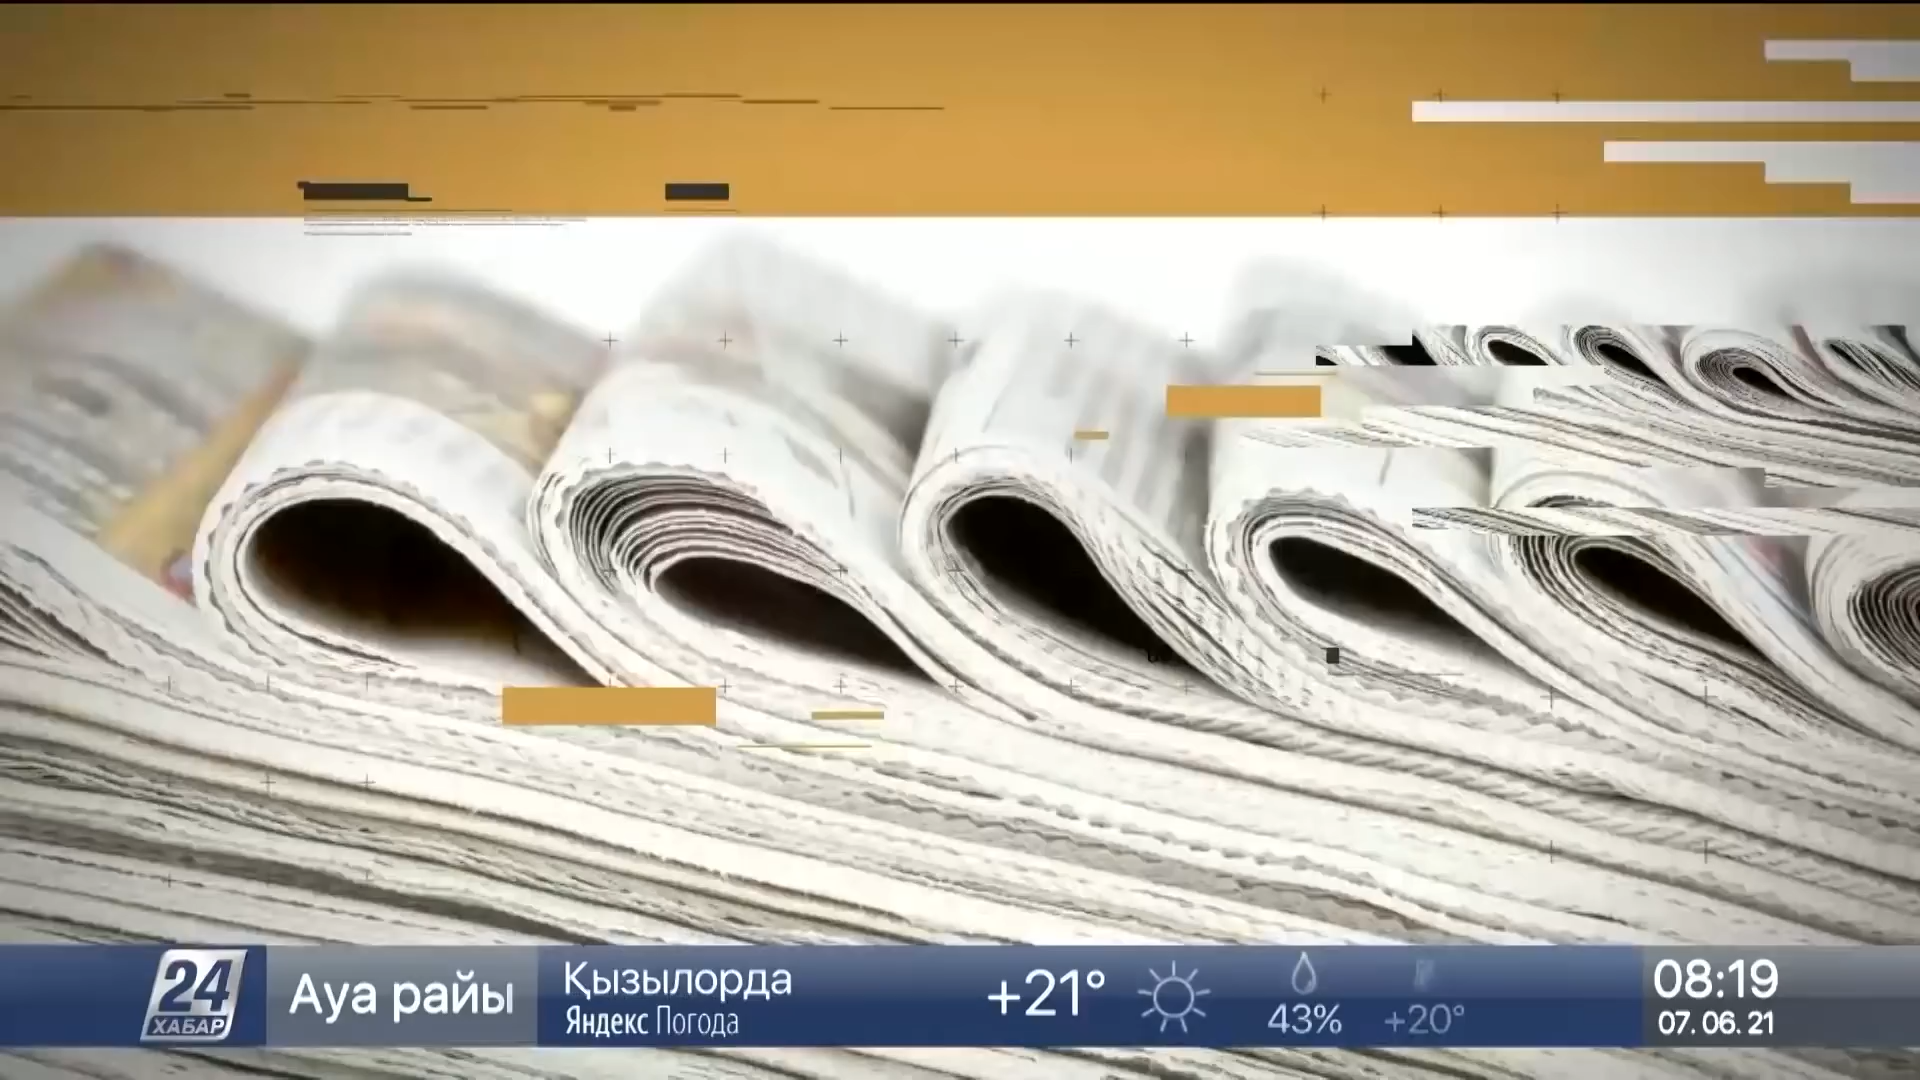 24
ХАБАР
Ауа райы
Қызылорда
Яндекс Погода
+21°
43%
+20°
08:19
07. 06. 21